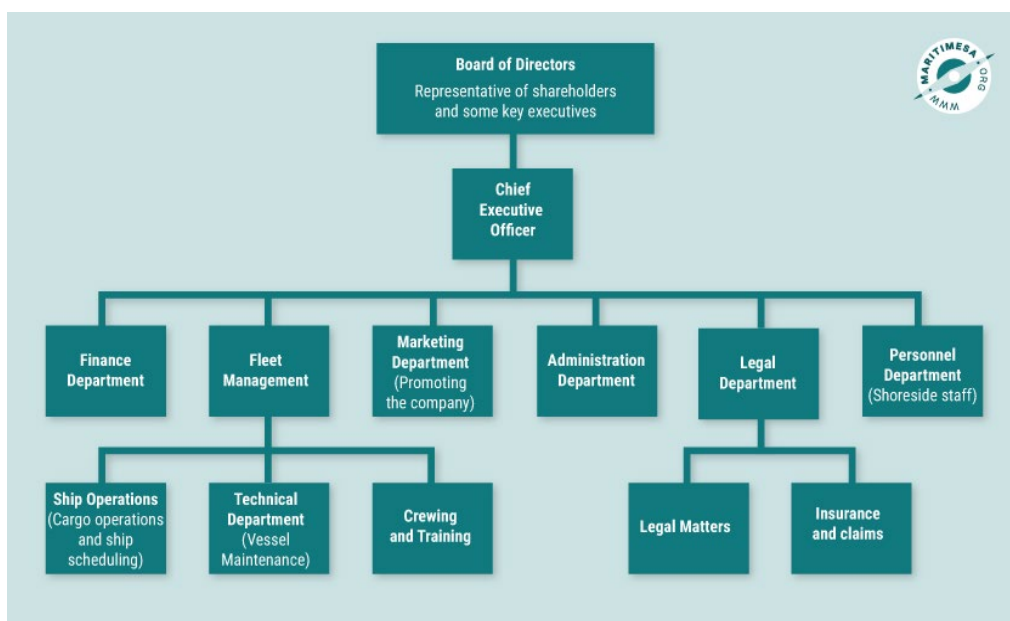 Board of Directors
Representative of shareholders
and some key executives
WWW.MARITIMESA.ORG
Chief
Executive
Officer
Finance
Department
Fleet
Management
Marketing
Department
(Promoting
the company)
Administration
Department
Legal
Department
Personnel
Department
(Shoreside staff)
Ship Operations
(Cargo operations
and ship
scheduling)
Technical
Department
(Vessel
Maintenance)
Crewing
and Training
Legal Matters
Insurance
and claims